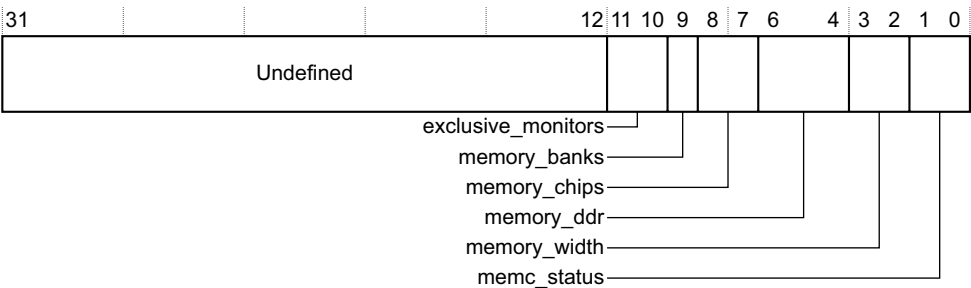 31 12 11 10 9 8 7 6 4 3 2 1 0
Undefined
exclusive_monitors
memory_banks
memory_chips
memory_ddr
memory_width
memc_status